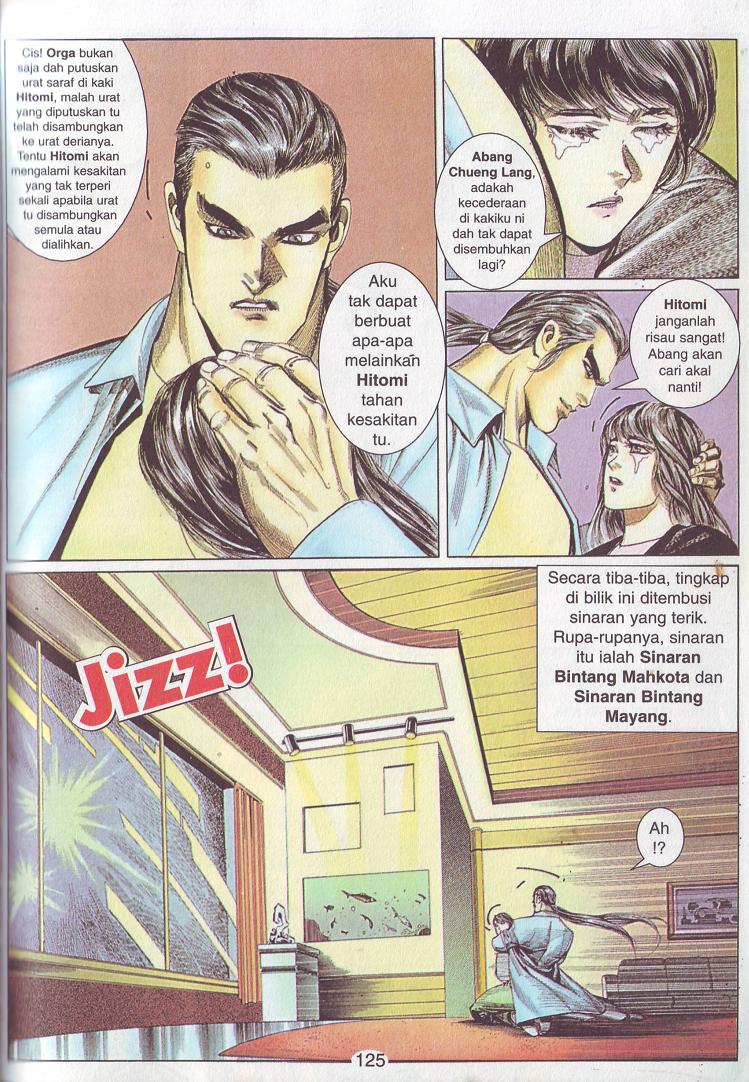 Cis! Orga bukan
saja dah putuskan
urat saraf di kaki
Hitomi, malah urat
yang diputuskan tu
telah disambungkan
ke urat derianya.
Tentu Hitomi akan
mengalami kesakitan
yang tak terperi
sekali apabila urat
tu disambungkan
semula atau
dialihkan.
Aku
tak dapat
berbuat
apa-apa
melainkan
Hitomi
tahan
kesakitan
tu.
Abang
Chueng Lang,
adakah
kecederaan
di kakiku ni
dah tak dapat
disembuhkan
lagi?
Hitomi
janganlah
risau sangat!
Abang akan
cari akal
nanti!
Secara tiba-tiba, tingkap
di bilik ini ditembusi
sinaran yang terik.
Rupa-rupanya, sinaran
itu ialah Sinaran
Bintang Mahkota dan
Sinaran Bintang
Mayang.
Jizz!
Ah
!?
125